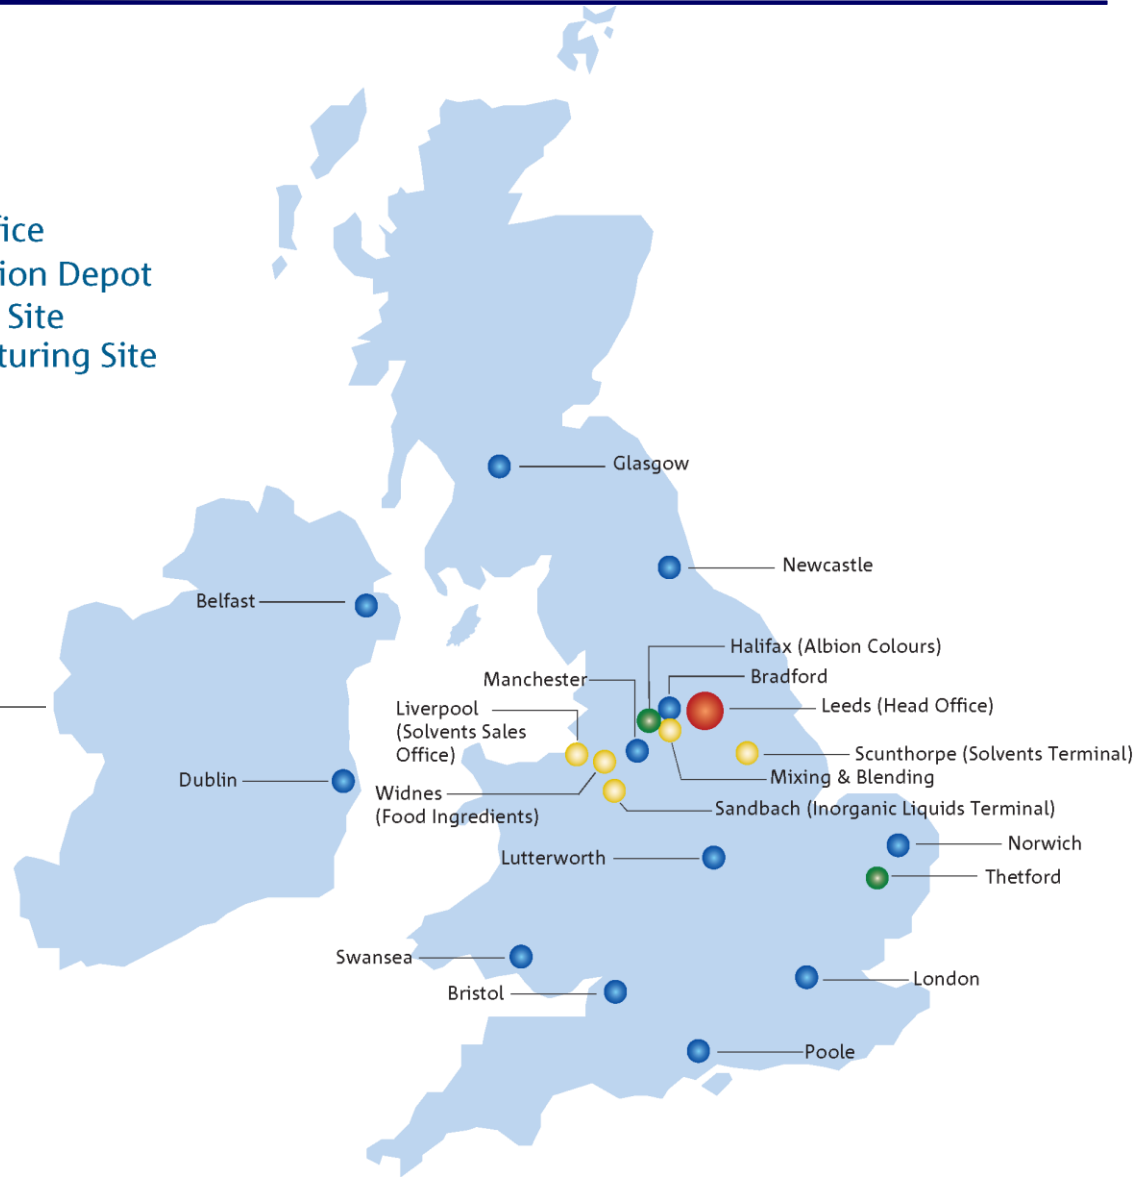 fice
ion Depot
Site
turing Site
Glasgow
Newcastle
Belfast
Halifax (Albion Colours)
Bradford
Manchester
Leeds (Head Office)
Liverpool
(Solvents Sales
Office)
Scunthorpe (Solvents Terminal)
Mixing & Blending
Dublin
Widnes
(Food Ingredients)
Sandbach (Inorganic Liquids Terminal)
Norwich
Lutterworth
Thetford
Swansea
London
Bristol
Poole